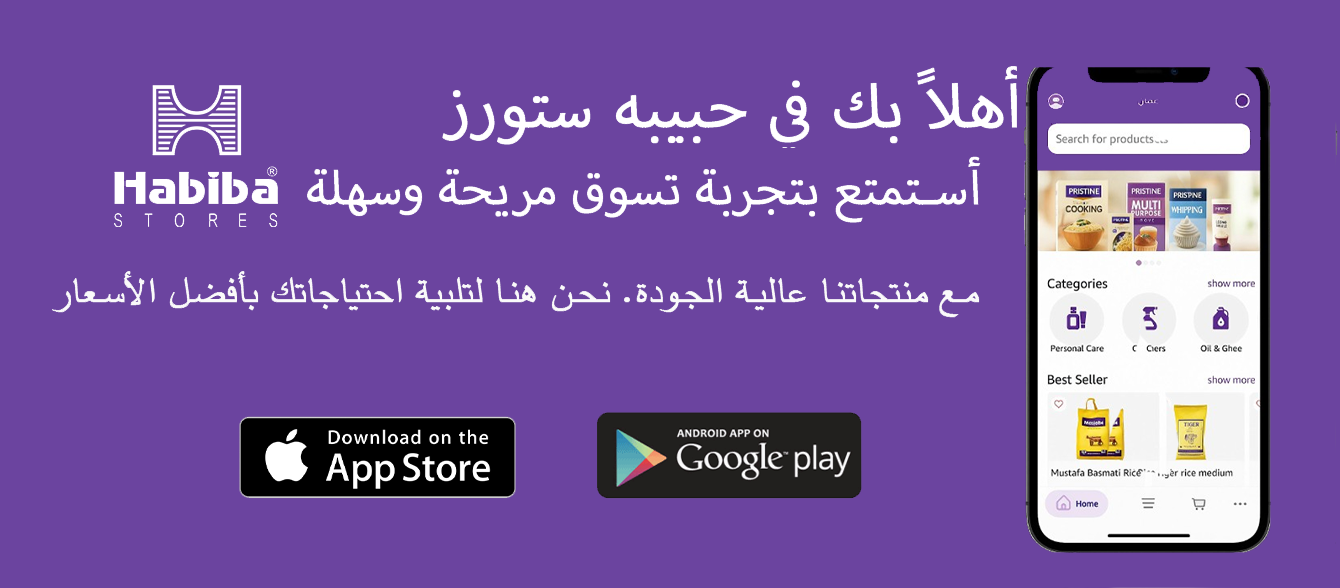 أهلاً بك في حبيبه ستورز
أستمتع بتجربة تسوق مريحة وسهلة
مع منتجاتنا عالية الجودة. نحن هنا لتلبية احتياجاتك بأفضل الأسعار
Habiba®
STORES
Download on the
App Store
ANDROID APP ON
Google™ play
Search for products
PRISTINE
COOKING
PRISTINE
MULTI
PURPOSE
PRISTINE
WHIPPING
Categories show more
Personal Care
Oil & Ghee
Best Seller show more
TIGER
Mustafa Basmati Rice
rice medium
Home